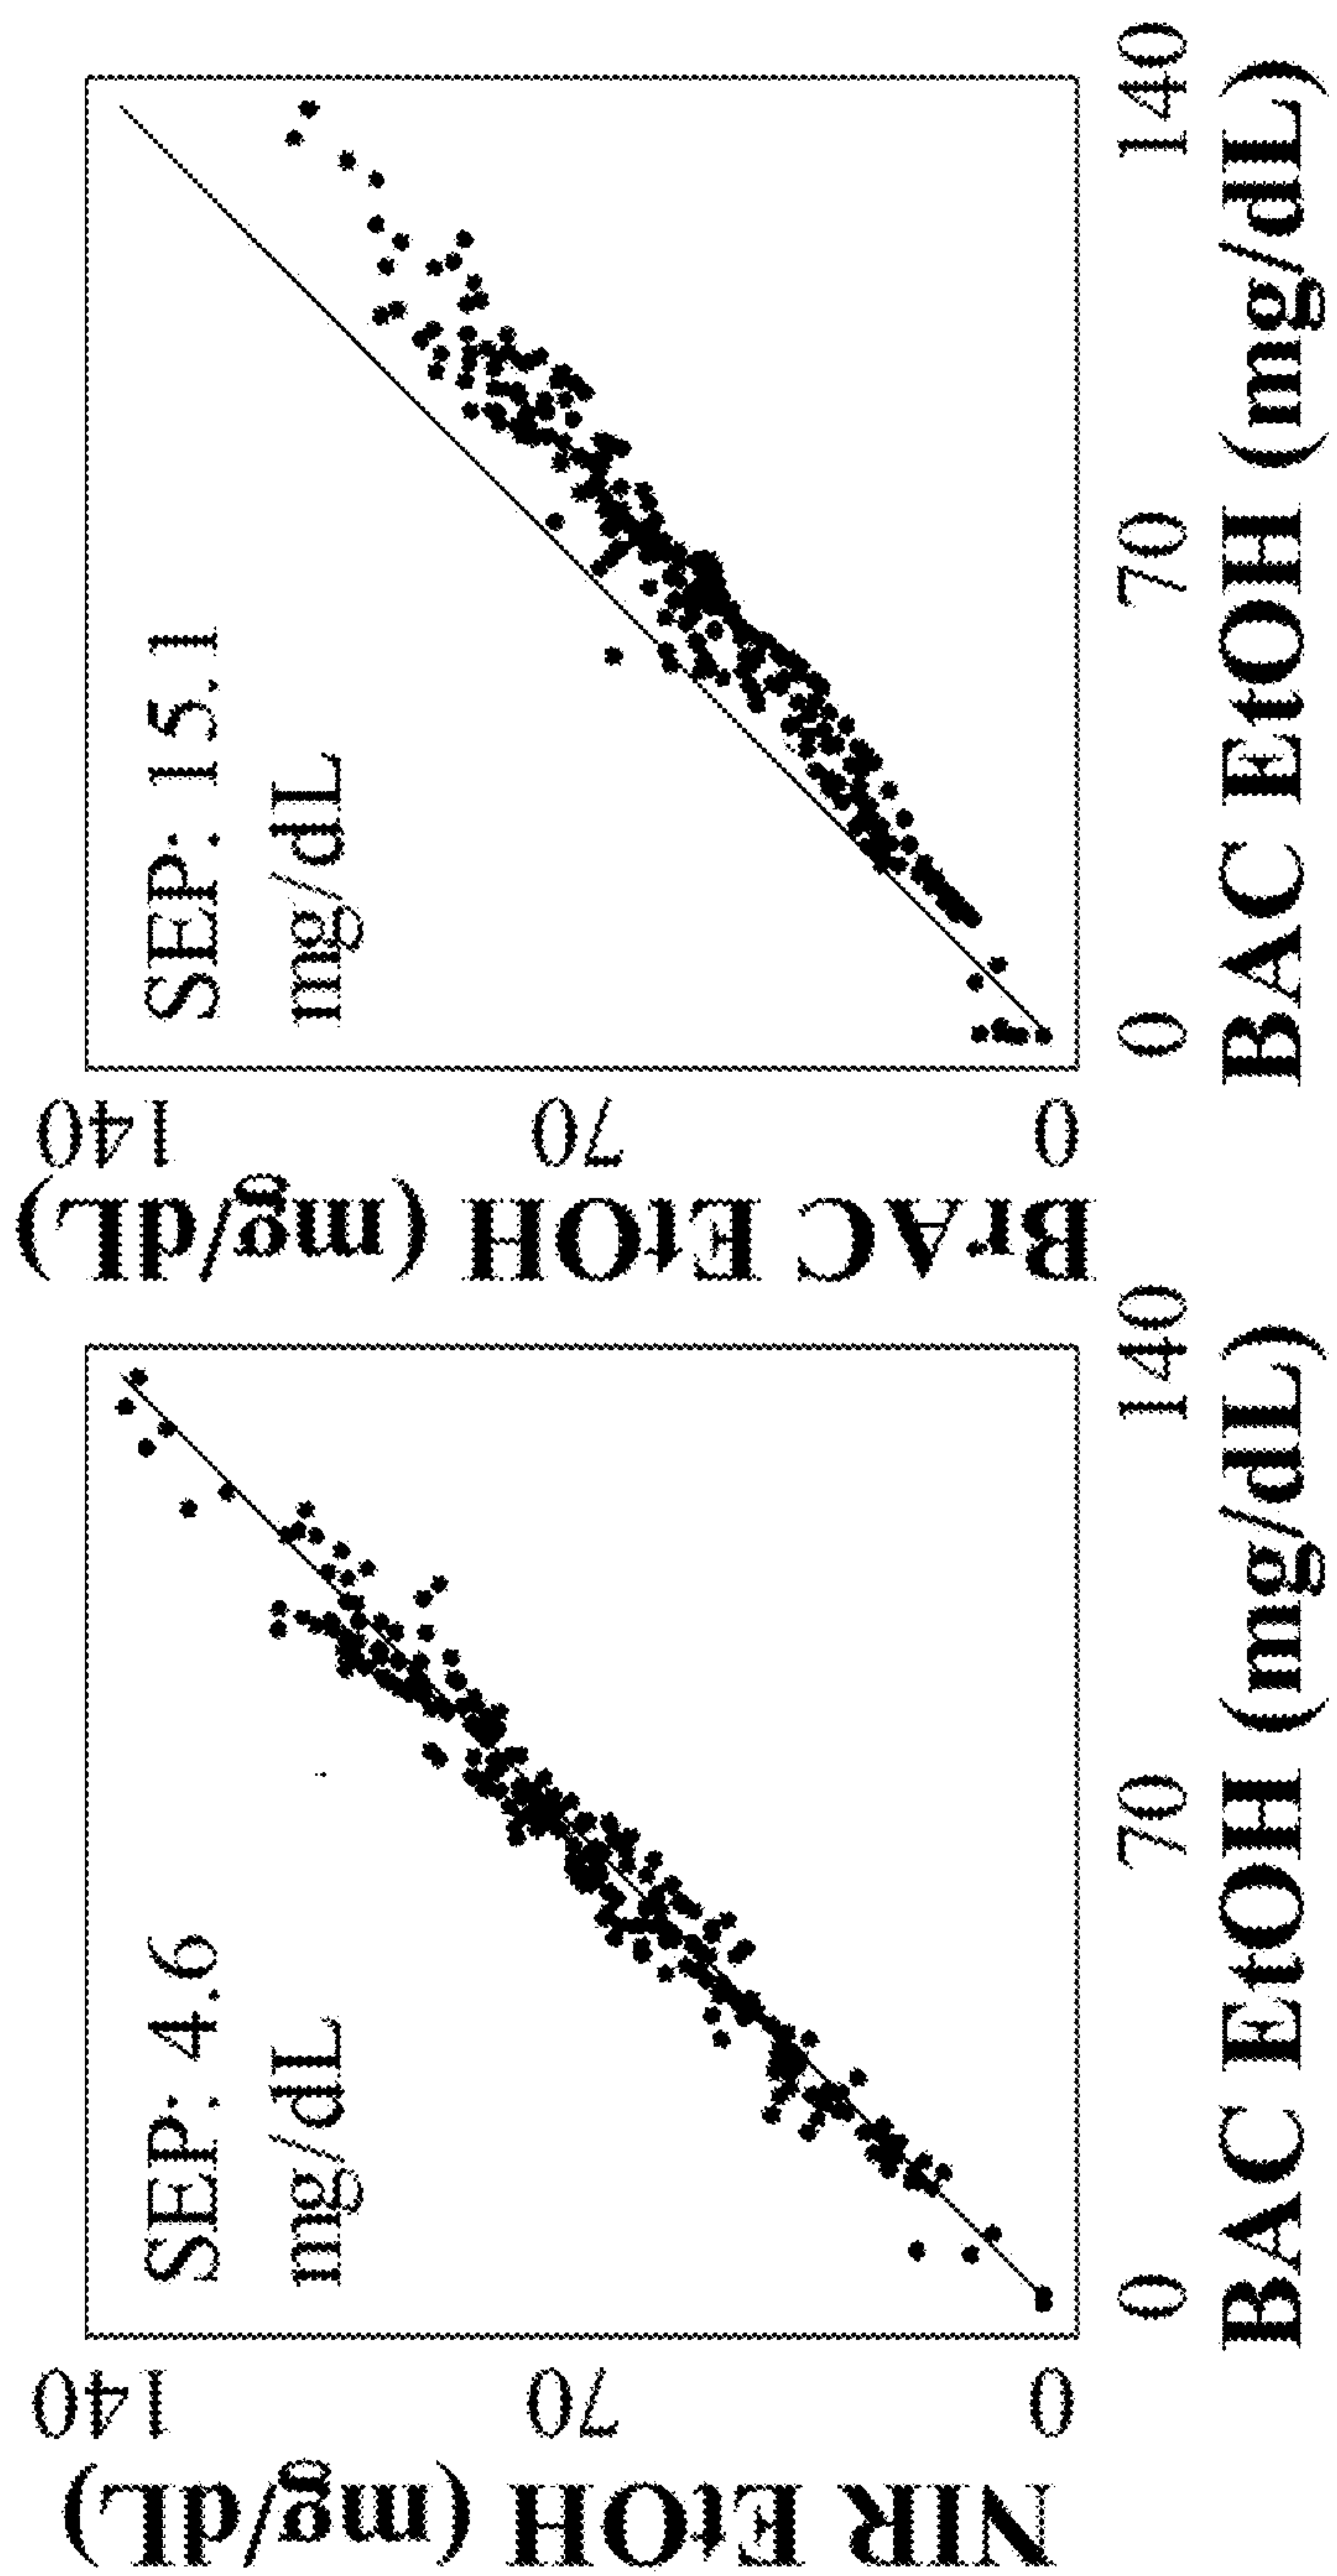 NIR EtOH (mg/dL)
140
70
0
SEP: 4.6
mg/dL
0
70
140
BAC EtOH (mg/dL)
BrAC EtOH (mg/dL)
140
70
0
SEP: 15.1
mg/dL
0
70
140
BAC EtOH (mg/dL)